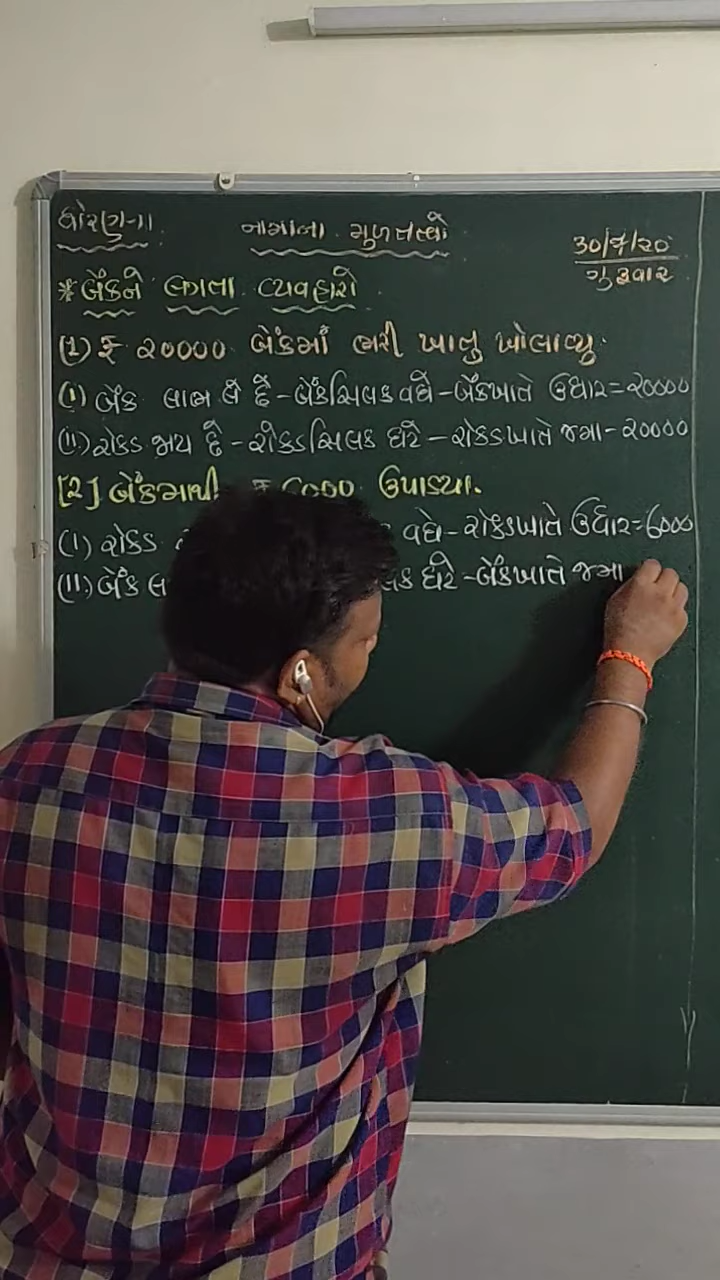 ધોરણ-૧૧
નામાના મુળતત્વો
30/7/20
ગુરૂવાર
* બેંકને લગતા વ્યવહારો
(1) ₹ 20000 બેંકમાં ભરી ખાતુ ખોલાવ્યુ.
(i) બેંક લાભ લે છે - બેંકસિલક વધે - બેંકખાતે ઉધાર = 20000
(ii) રોકડ જાય છે - રોકડસિલક ઘટે - રોકડખાતે જમા - 20000
[2] બેંકમાથી 6000 ઉપાડ્યા.
(i) રોકડ વધે - રોકડખાતે ઉધાર = 6000
(ii) બેંક ઘટે - બેંકખાતે જમા